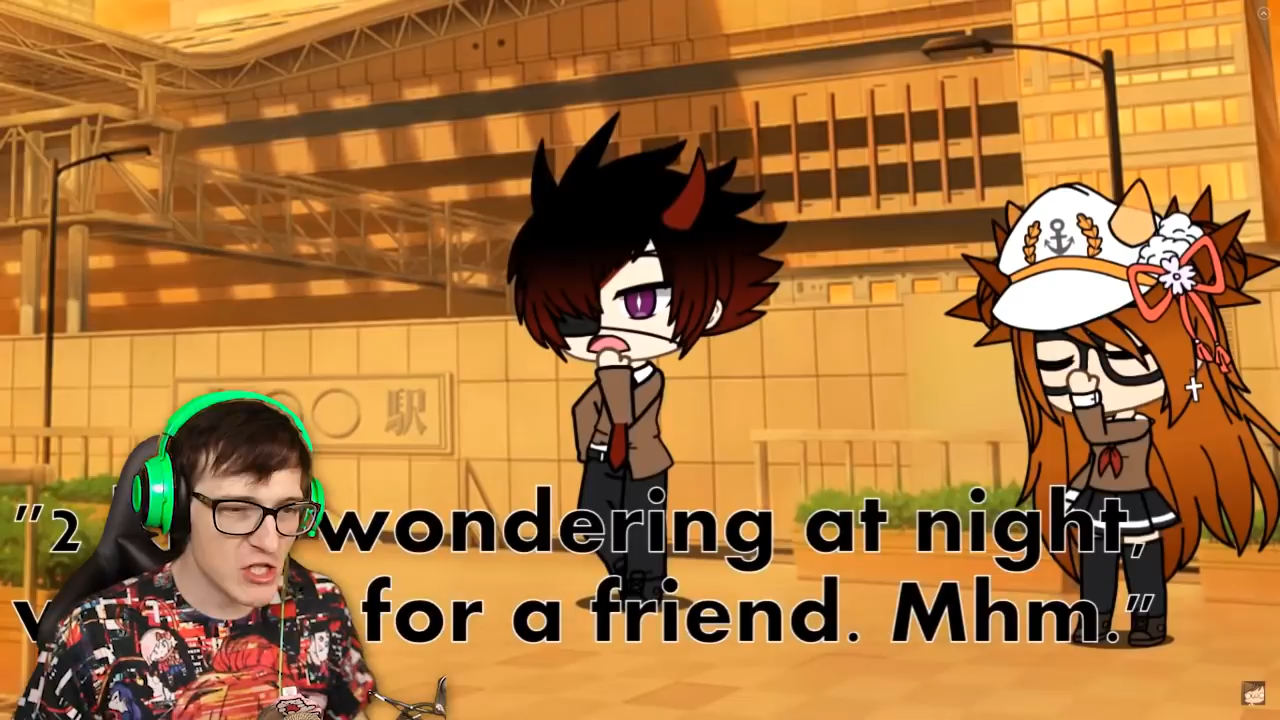 駅
"2 wondering at night,
for a friend. Mhm."